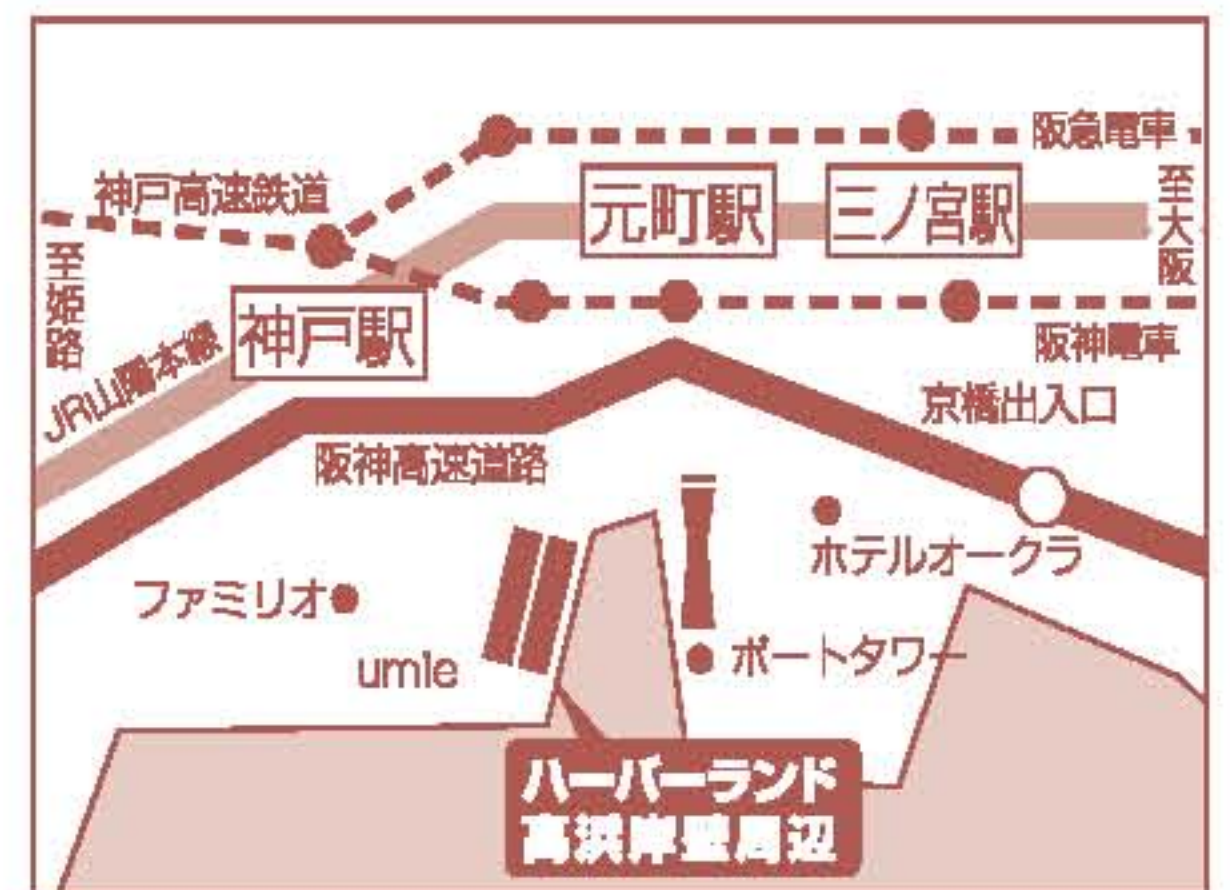 阪急電車
神戸高速鉄道
元町駅
三ノ宮駅
至大阪
至姫路
神戸駅
JR山陽本線
阪神電車
京橋出入口
阪神高速道路
ホテルオークラ
ファミリオ
umie
ポートタワー
ハーバーランド
高浜岸壁周辺